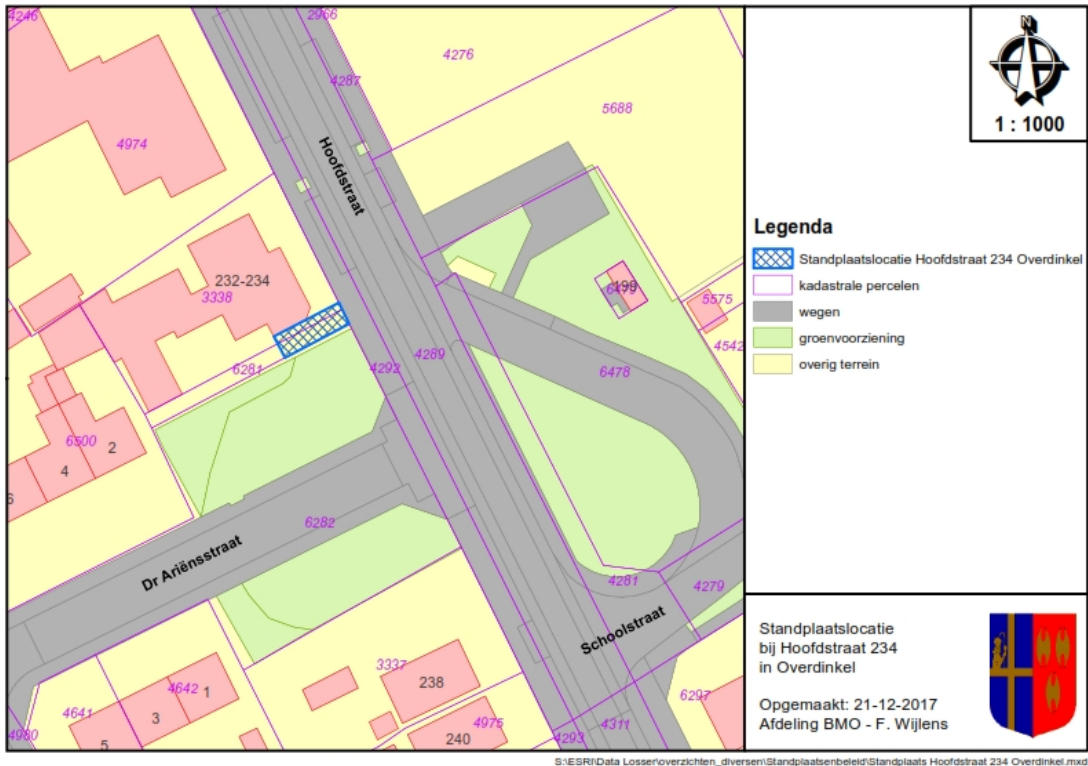 4246
2966
4276
4287
5688
4974
Hoofdstraat
232-234
3338
199
5575
4542
6281
4292
4289
6478
6500
2
4
6
6282
Dr Ariënsstraat
4281
4279
Schoolstraat
3337
238
4642
1
4641
3
5
4980
4975
240
4293
4311
6297
N
1 : 1000
Legenda
Standplaatslocatie Hoofdstraat 234 Overdinkel
kadastrale percelen
wegen
groenvoorziening
overig terrein
Standplaatslocatie
bij Hoofdstraat 234
in Overdinkel
Opgemaakt: 21-12-2017
Afdeling BMO - F. Wijlens
S:\ESRI\Data Losser\overzichten_diversen\Standplaatsenbeleid\Standplaats Hoofdstraat 234 Overdinkel.mxd